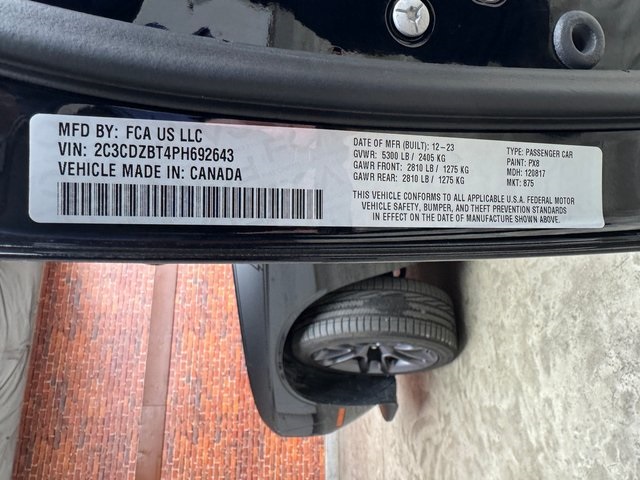 MFD BY: FCA US LLC
VIN: 2C3CDZBT4PH692643
VEHICLE MADE IN: CANADA
DATE OF MFR (BUILT): 12-23
GVWR: 5300 LB / 2405 KG
GAWR FRONT: 2810 LB / 1275 KG
GAWR REAR: 2810 LB / 1275 KG
TYPE: PASSENGER CAR
PAINT: PX8
MDH: 120817
MKT: 875
THIS VEHICLE CONFORMS TO ALL APPLICABLE U.S.A. FEDERAL MOTOR
VEHICLE SAFETY, BUMPER, AND THEFT PREVENTION STANDARDS
IN EFFECT ON THE DATE OF MANUFACTURE SHOWN ABOVE.